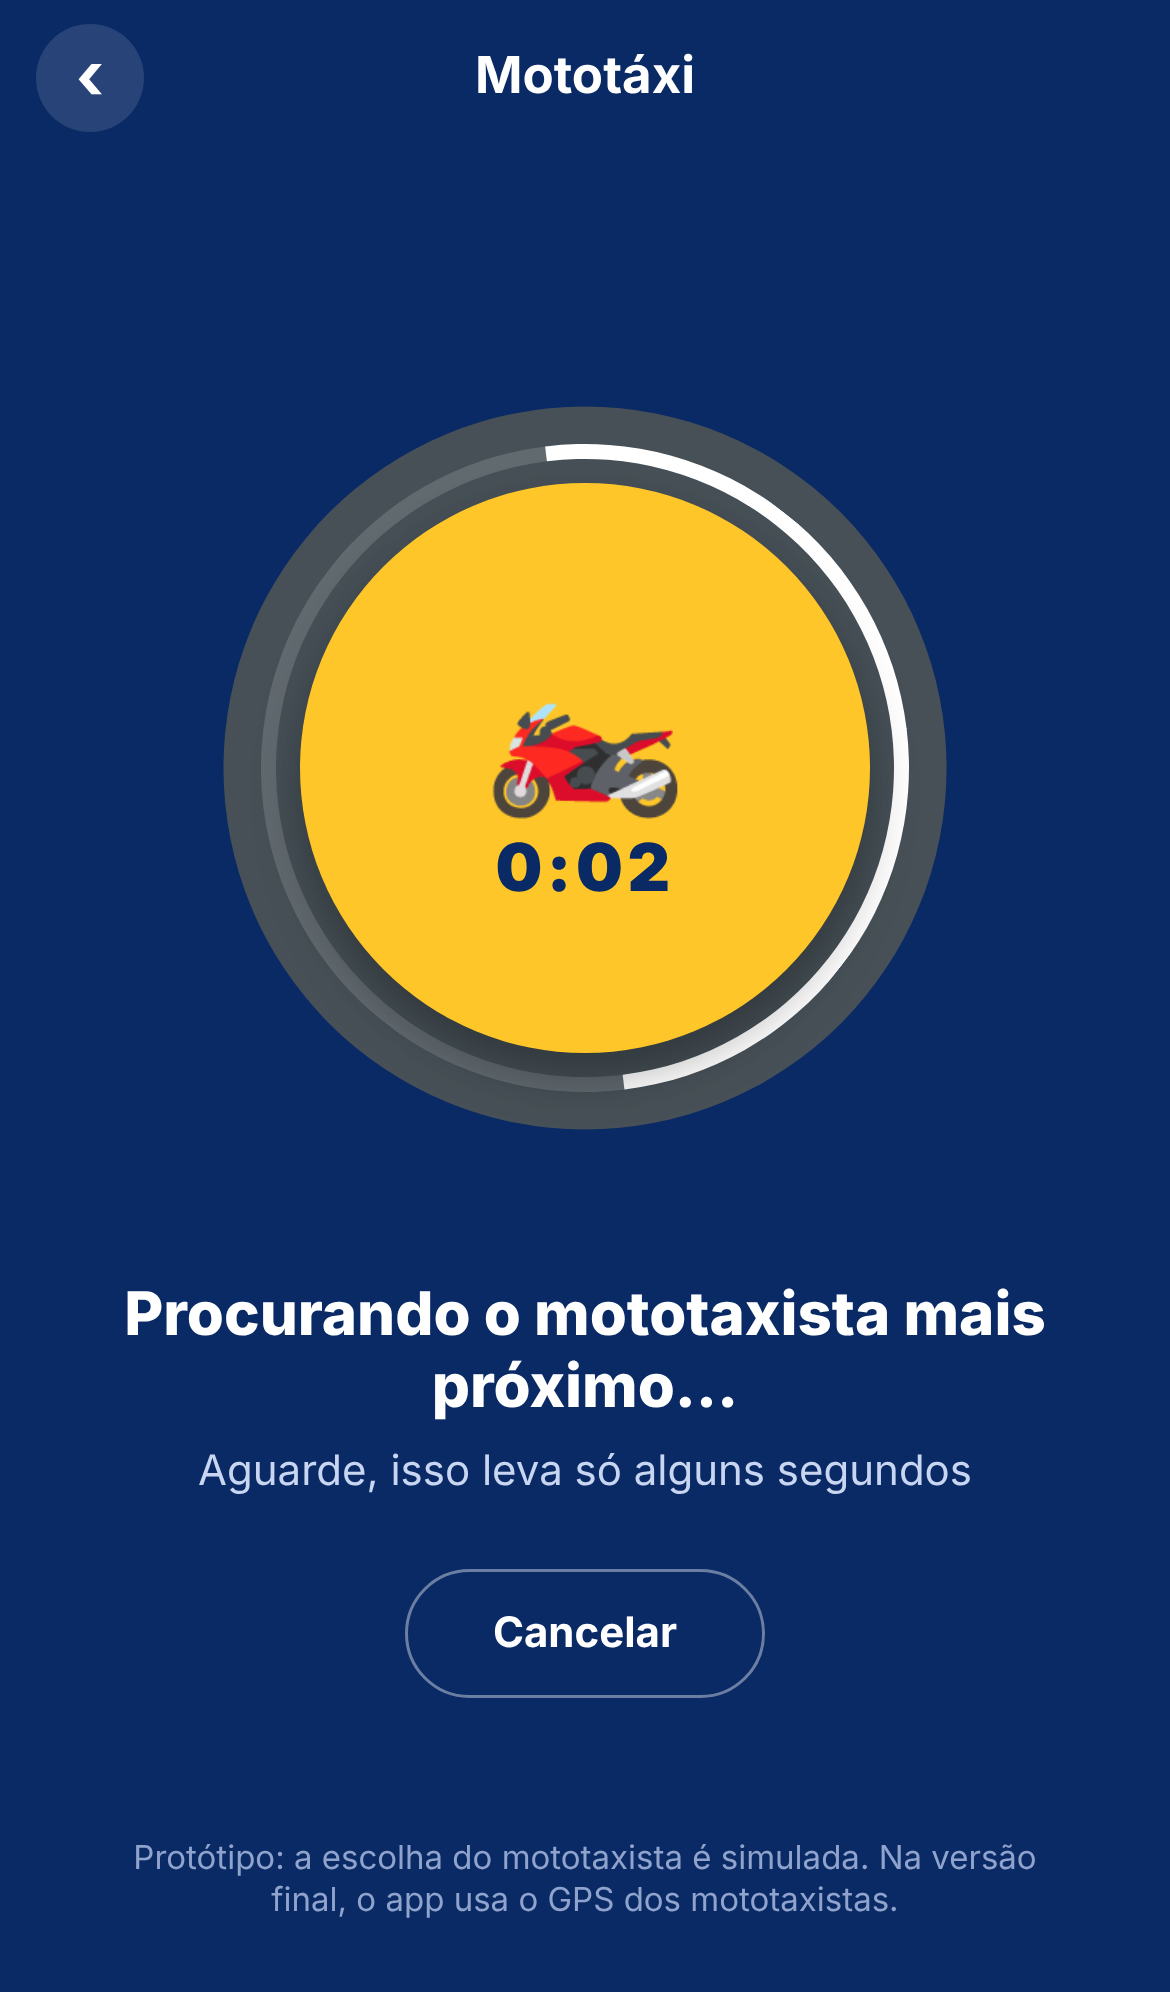 Mototáxi
0:02
Procurando o mototaxista mais
próximo...
Aguarde, isso leva só alguns segundos
Cancelar
Protótipo: a escolha do mototaxista é simulada. Na versão
final, o app usa o GPS dos mototaxistas.